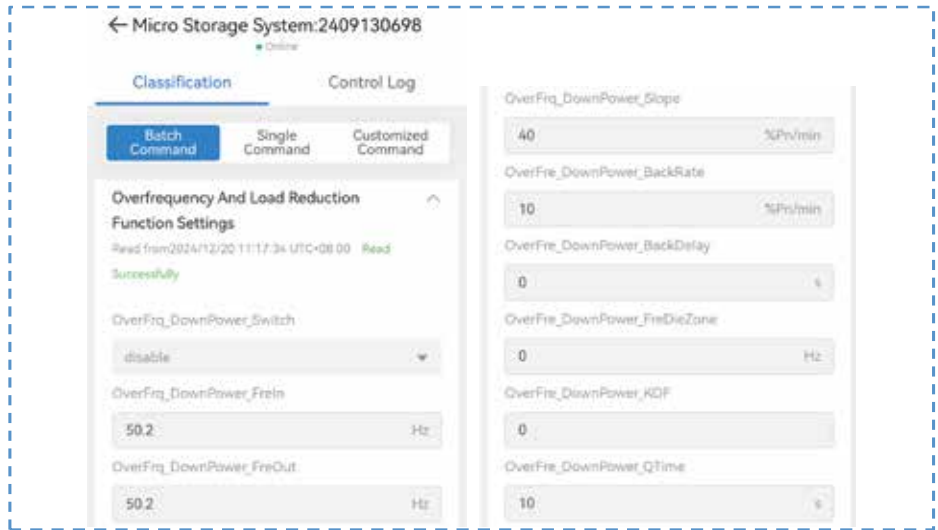 ← Micro Storage System:2409130698
Online
Classification
Control Log
Batch Command
Single Command
Customized Command
Overfrequency And Load Reduction
Function Settings
Read from2024/12/20 11:17:34 UTC+08:00 Read
Successfully
OverFrq_DownPower_Switch
disable
OverFrq_DownPower_FreIn
50.2 Hz
OverFrq_DownPower_FreOut
50.2 Hz
OverFrq_DownPower_Slope
40 %Pn/min
OverFre_DownPower_BackRate
10 %Pn/min
OverFre_DownPower_BackDelay
0 s
OverFre_DownPower_FreDieZone
0 Hz
OverFre_DownPower_KOF
0
OverFre_DownPower_QTime
10 s